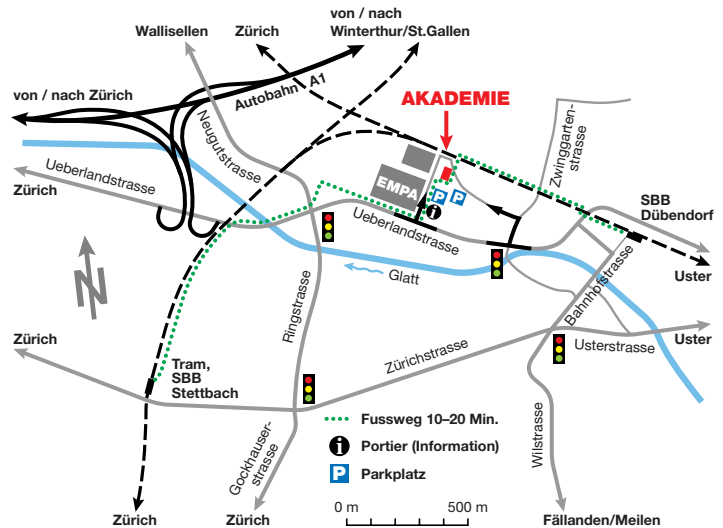 von / nach
Winterthur/St.Gallen
Wallisellen
Zürich
Autobahn A1
von / nach Zürich
AKADEMIE
Neugutstrasse
Zwinggarten-
strasse
Ueberlandstrasse
Zürich
EMPA
P
P
i
SBB
Dübendorf
Ueberlandstrasse
Uster
Glatt
N
Bahnhofstrasse
Ringstrasse
Zürich
Zürichstrasse
Usterstrasse
Uster
Tram,
SBB
Stettbach
Fussweg 10–20 Min.
i Portier (Information)
P Parkplatz
Gockhauser-
strasse
Wilstrasse
0 m 500 m
Zürich
Zürich
Fällanden/Meilen